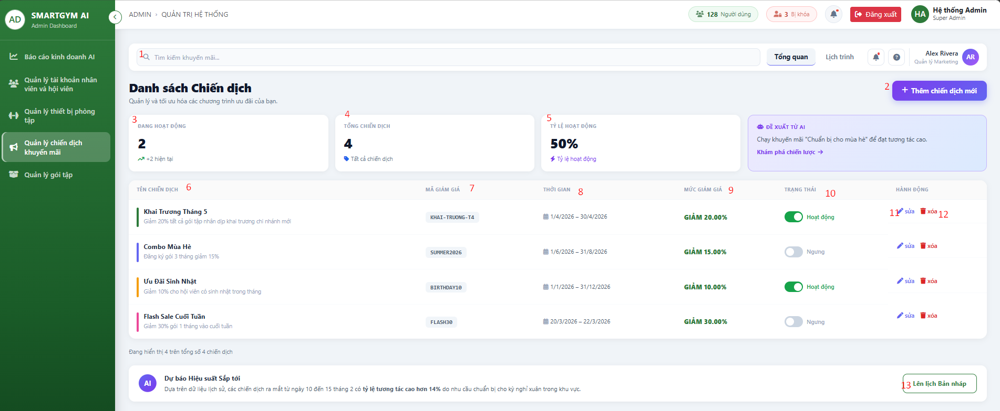 AD
SMARTGYM AI
Admin Dashboard
Báo cáo kinh doanh AI
Quản lý tài khoản nhân
viên và hội viên
Quản lý thiết bị phòng
tập
Quản lý chiến dịch
khuyến mãi
Quản lý gói tập
ADMIN › QUẢN TRỊ HỆ THỐNG
128 Người dùng
3 Bị khóa
Đăng xuất
HA
Hệ thống Admin
Super Admin
1
Tìm kiếm khuyến mãi...
Tổng quan
Lịch trình
?
Alex Rivera
Quản lý Marketing
AR
Danh sách Chiến dịch
Quản lý và tối ưu hóa các chương trình ưu đãi của bạn.
2
+ Thêm chiến dịch mới
3
ĐANG HOẠT ĐỘNG
2
+2 hiện tại
4
TỔNG CHIẾN DỊCH
4
Tất cả chiến dịch
5
TỶ LỆ HOẠT ĐỘNG
50%
Tỷ lệ hoạt động
ĐỀ XUẤT TỪ AI
Chạy khuyến mãi "Chuẩn bị cho mùa hè" để đạt tương tác cao.
Khám phá chiến lược →
TÊN CHIẾN DỊCH 6 MÃ GIẢM GIÁ 7 THỜI GIAN 8 MỨC GIẢM GIÁ 9 TRẠNG THÁI 10 HÀNH ĐỘNG
Khai Trương Tháng 5
Giảm 20% tất cả gói tập nhân dịp khai trương chi nhánh mới
KHAI-TRUONG-T4
1/4/2026 – 30/4/2026
GIẢM 20.00%
Hoạt động
11 sửa xóa 12
Combo Mùa Hè
Đăng ký gói 3 tháng giảm 15%
SUMMER2026
1/6/2026 – 31/8/2026
GIẢM 15.00%
Ngưng
sửa xóa
Ưu Đãi Sinh Nhật
Giảm 10% cho hội viên có sinh nhật trong tháng
BIRTHDAY10
1/1/2026 – 31/12/2026
GIẢM 10.00%
Hoạt động
sửa xóa
Flash Sale Cuối Tuần
Giảm 30% gói 1 tháng vào cuối tuần
FLASH30
20/3/2026 – 22/3/2026
GIẢM 30.00%
Ngưng
sửa xóa
Đang hiển thị 4 trên tổng số 4 chiến dịch
AI
Dự báo Hiệu suất Sắp tới
Dựa trên dữ liệu lịch sử, các chiến dịch ra mắt từ ngày 10 đến 15 tháng 2 có tỷ lệ tương tác cao hơn 14% do nhu cầu chuẩn bị cho kỳ nghỉ xuân trong khu vực.
13
Lên lịch Bản nháp